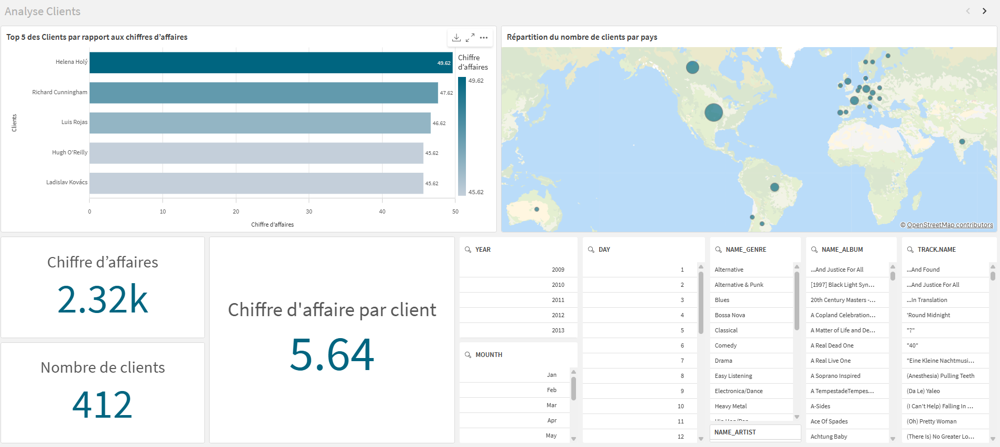 Analyse Clients
Top 5 des Clients par rapport aux chiffres d’affaires
Clients
Helena Holý
49.62
Richard Cunningham
47.62
Luis Rojas
46.62
Hugh O'Reilly
45.62
Ladislav Kovács
45.62
0 10 20 30 40 50
Chiffre d’affaires
Chiffre
d’affaires
49.62
45.62
Répartition du nombre de clients par pays
© OpenStreetMap contributors
Chiffre d’affaires
2.32k
Nombre de clients
412
Chiffre d'affaire par client
5.64
YEAR
2009
2010
2011
2012
2013
MOUNTH
Jan
Feb
Mar
Apr
May
DAY
1
2
3
4
5
6
7
8
9
10
11
12
NAME_GENRE
Alternative
Alternative & Punk
Blues
Bossa Nova
Classical
Comedy
Drama
Easy Listening
Electronica/Dance
Heavy Metal
Hip Hop/Rap
NAME_ARTIST
NAME_ALBUM
...And Justice For All
[1997] Black Light Syn...
20th Century Masters -...
A Copland Celebration...
A Matter of Life and De...
A Real Dead One
A Real Live One
A Soprano Inspired
A TempestadeTempes...
A-Sides
Ace Of Spades
Achtung Baby
TRACK.NAME
...And Found
...And Justice For All
...In Translation
'Round Midnight
"?"
"40"
"Eine Kleine Nachtmusi...
(Anesthesia) Pulling Teeth
(Da Le) Yaleo
(I Can't Help) Falling In ...
(Oh) Pretty Woman
(There Is) No Greater Lo...